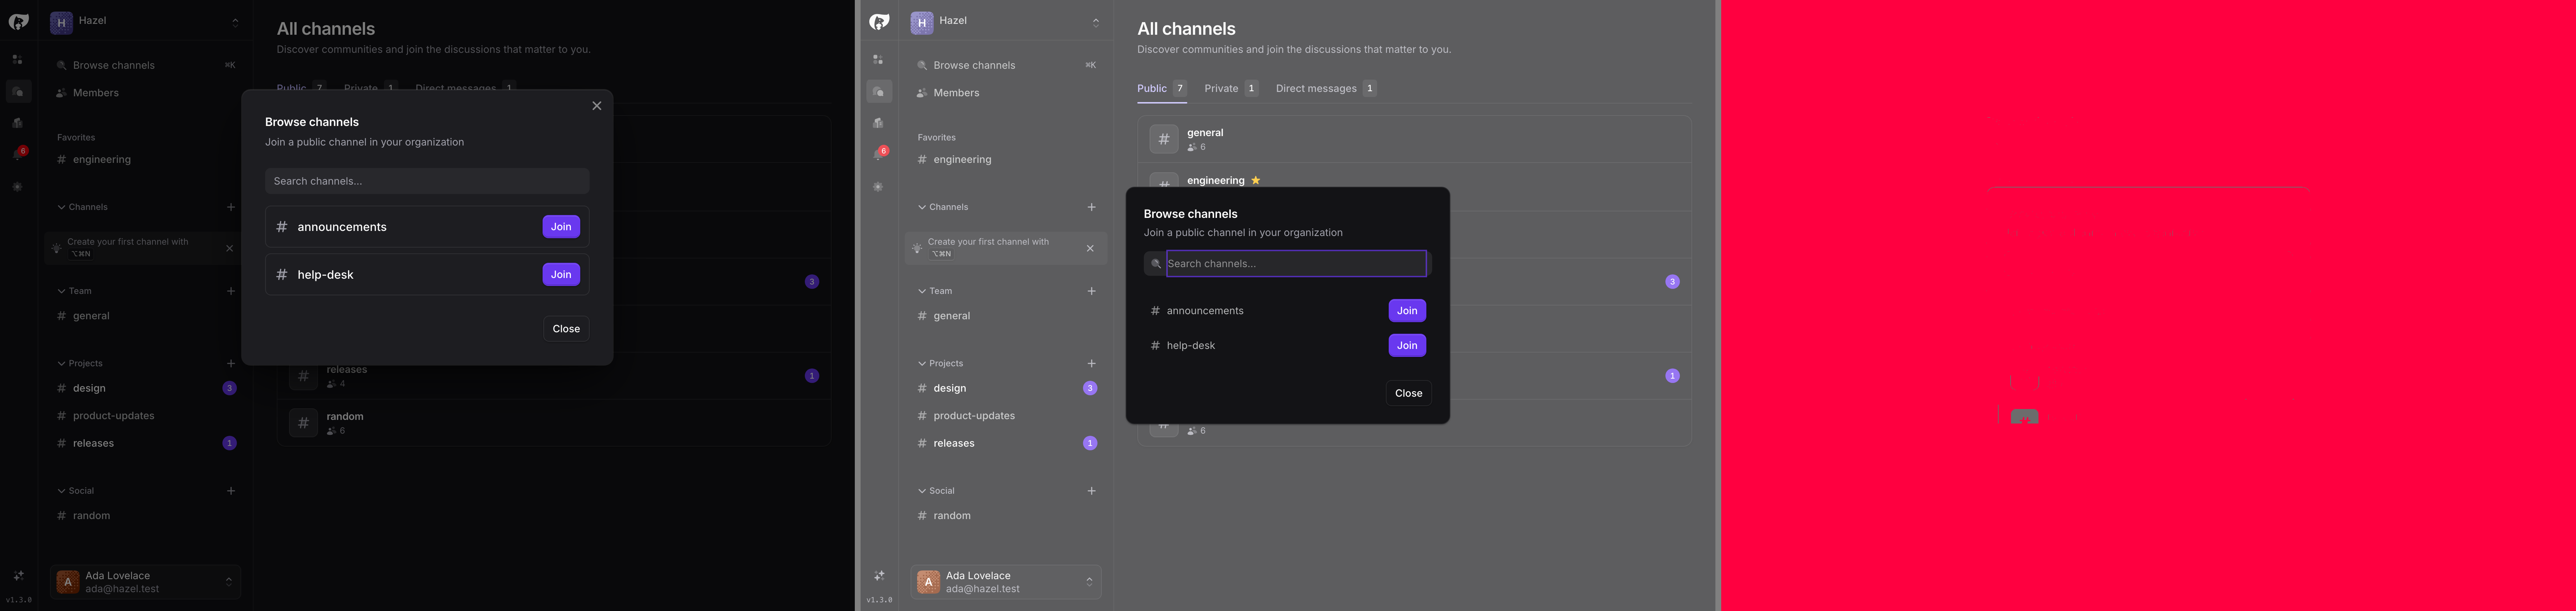 H Hazel
Browse channels ⌘K
Members
Favorites
6
# engineering
Channels
Create your first channel with
⌥⌘N
Team
# general
Projects
# design 3
# product-updates
# releases 1
Social
# random
A Ada Lovelace
ada@hazel.test
v1.3.0
All channels
Discover communities and join the discussions that matter to you.
Public 7 Private 1 Direct messages 1
Browse channels
Join a public channel in your organization
Search channels...
# announcements Join
# help-desk Join
Close
3
# releases
4
1
# random
6
H Hazel
Browse channels ⌘K
Members
Favorites
6
# engineering
Channels
Create your first channel with
⌥⌘N
Team
# general
Projects
# design 3
# product-updates
# releases 1
Social
# random
A Ada Lovelace
ada@hazel.test
v1.3.0
All channels
Discover communities and join the discussions that matter to you.
Public 7 Private 1 Direct messages 1
# general
6
# engineering
Browse channels
Join a public channel in your organization
Search channels...
# announcements Join
# help-desk Join
Close
3
1
# 6